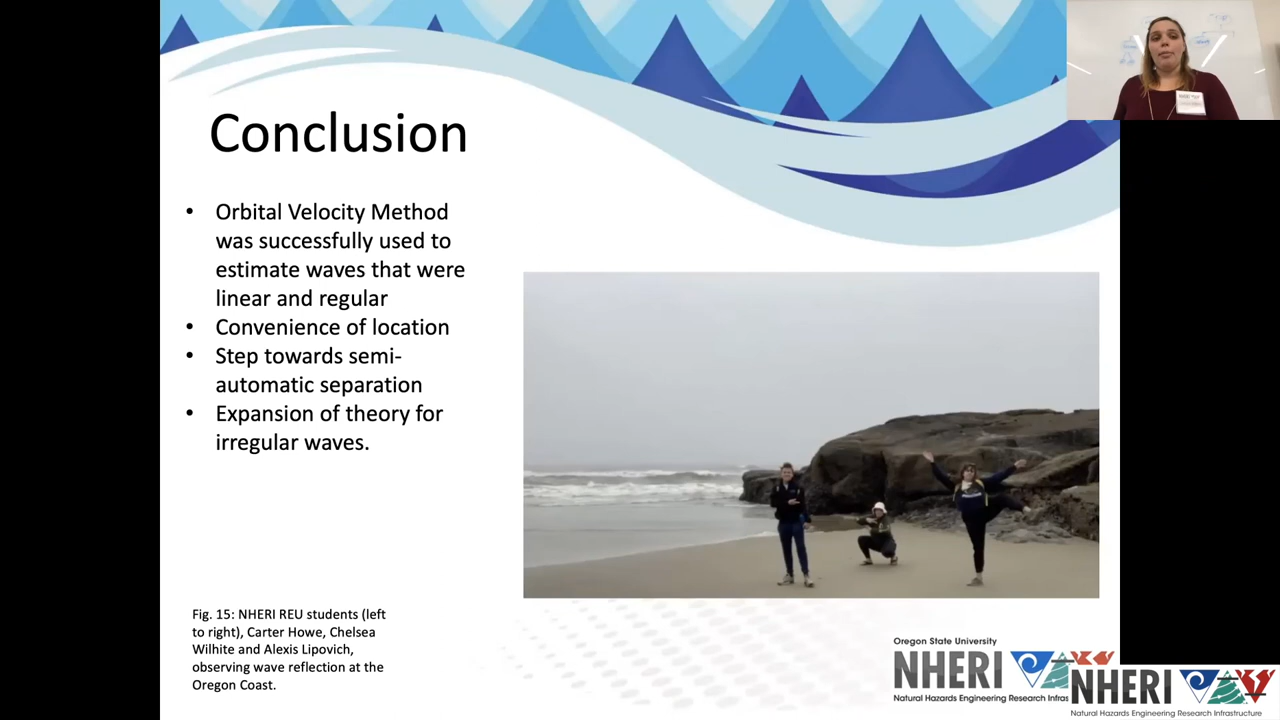 Conclusion
• Orbital Velocity Method
was successfully used to
estimate waves that were
linear and regular
• Convenience of location
• Step towards semi-
automatic separation
• Expansion of theory for
irregular waves.
Fig. 15: NHERI REU students (left
to right), Carter Howe, Chelsea
Wilhite and Alexis Lipovich,
observing wave reflection at the
Oregon Coast.
Oregon State University
NHERI
Natural Hazards Engineering Research Infras
NHERI
Natural Hazards Engineering Research Infrastructure